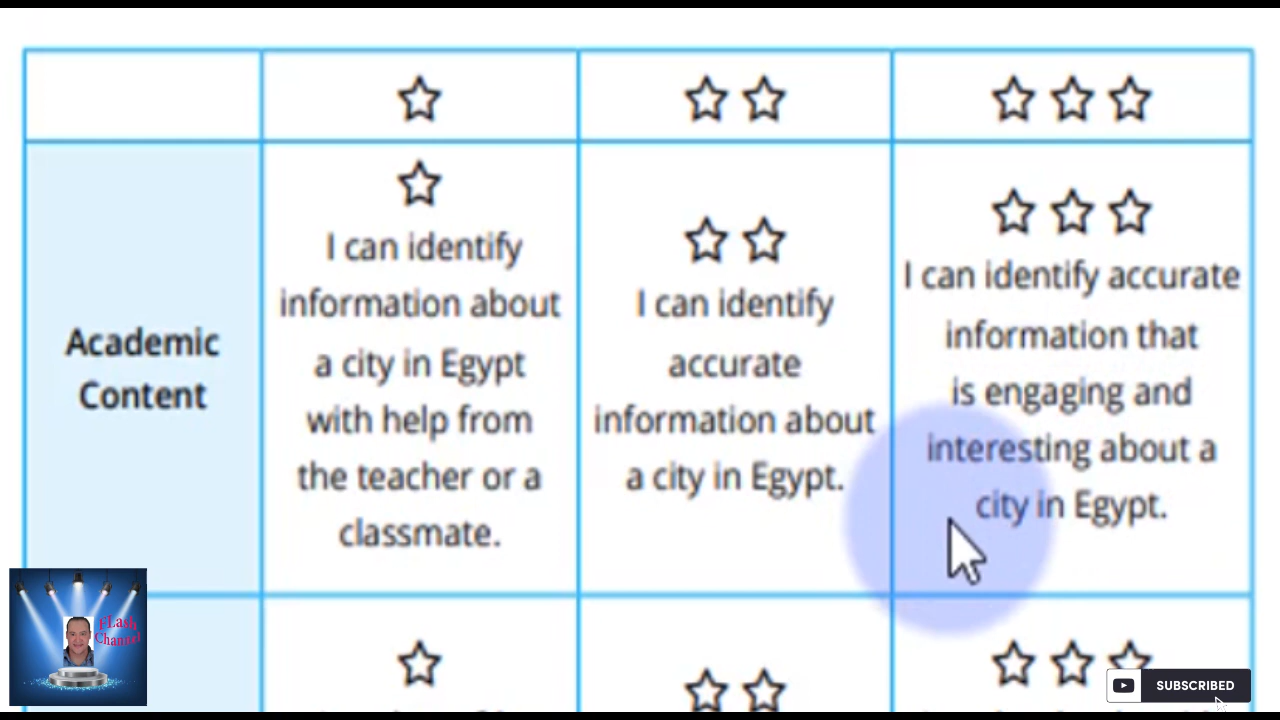 Academic
Content
I can identify
information about
a city in Egypt
with help from
the teacher or a
classmate.
I can identify
accurate
information about
a city in Egypt.
I can identify accurate
information that
is engaging and
interesting about a
city in Egypt.
FLash
Channel
SUBSCRIBED